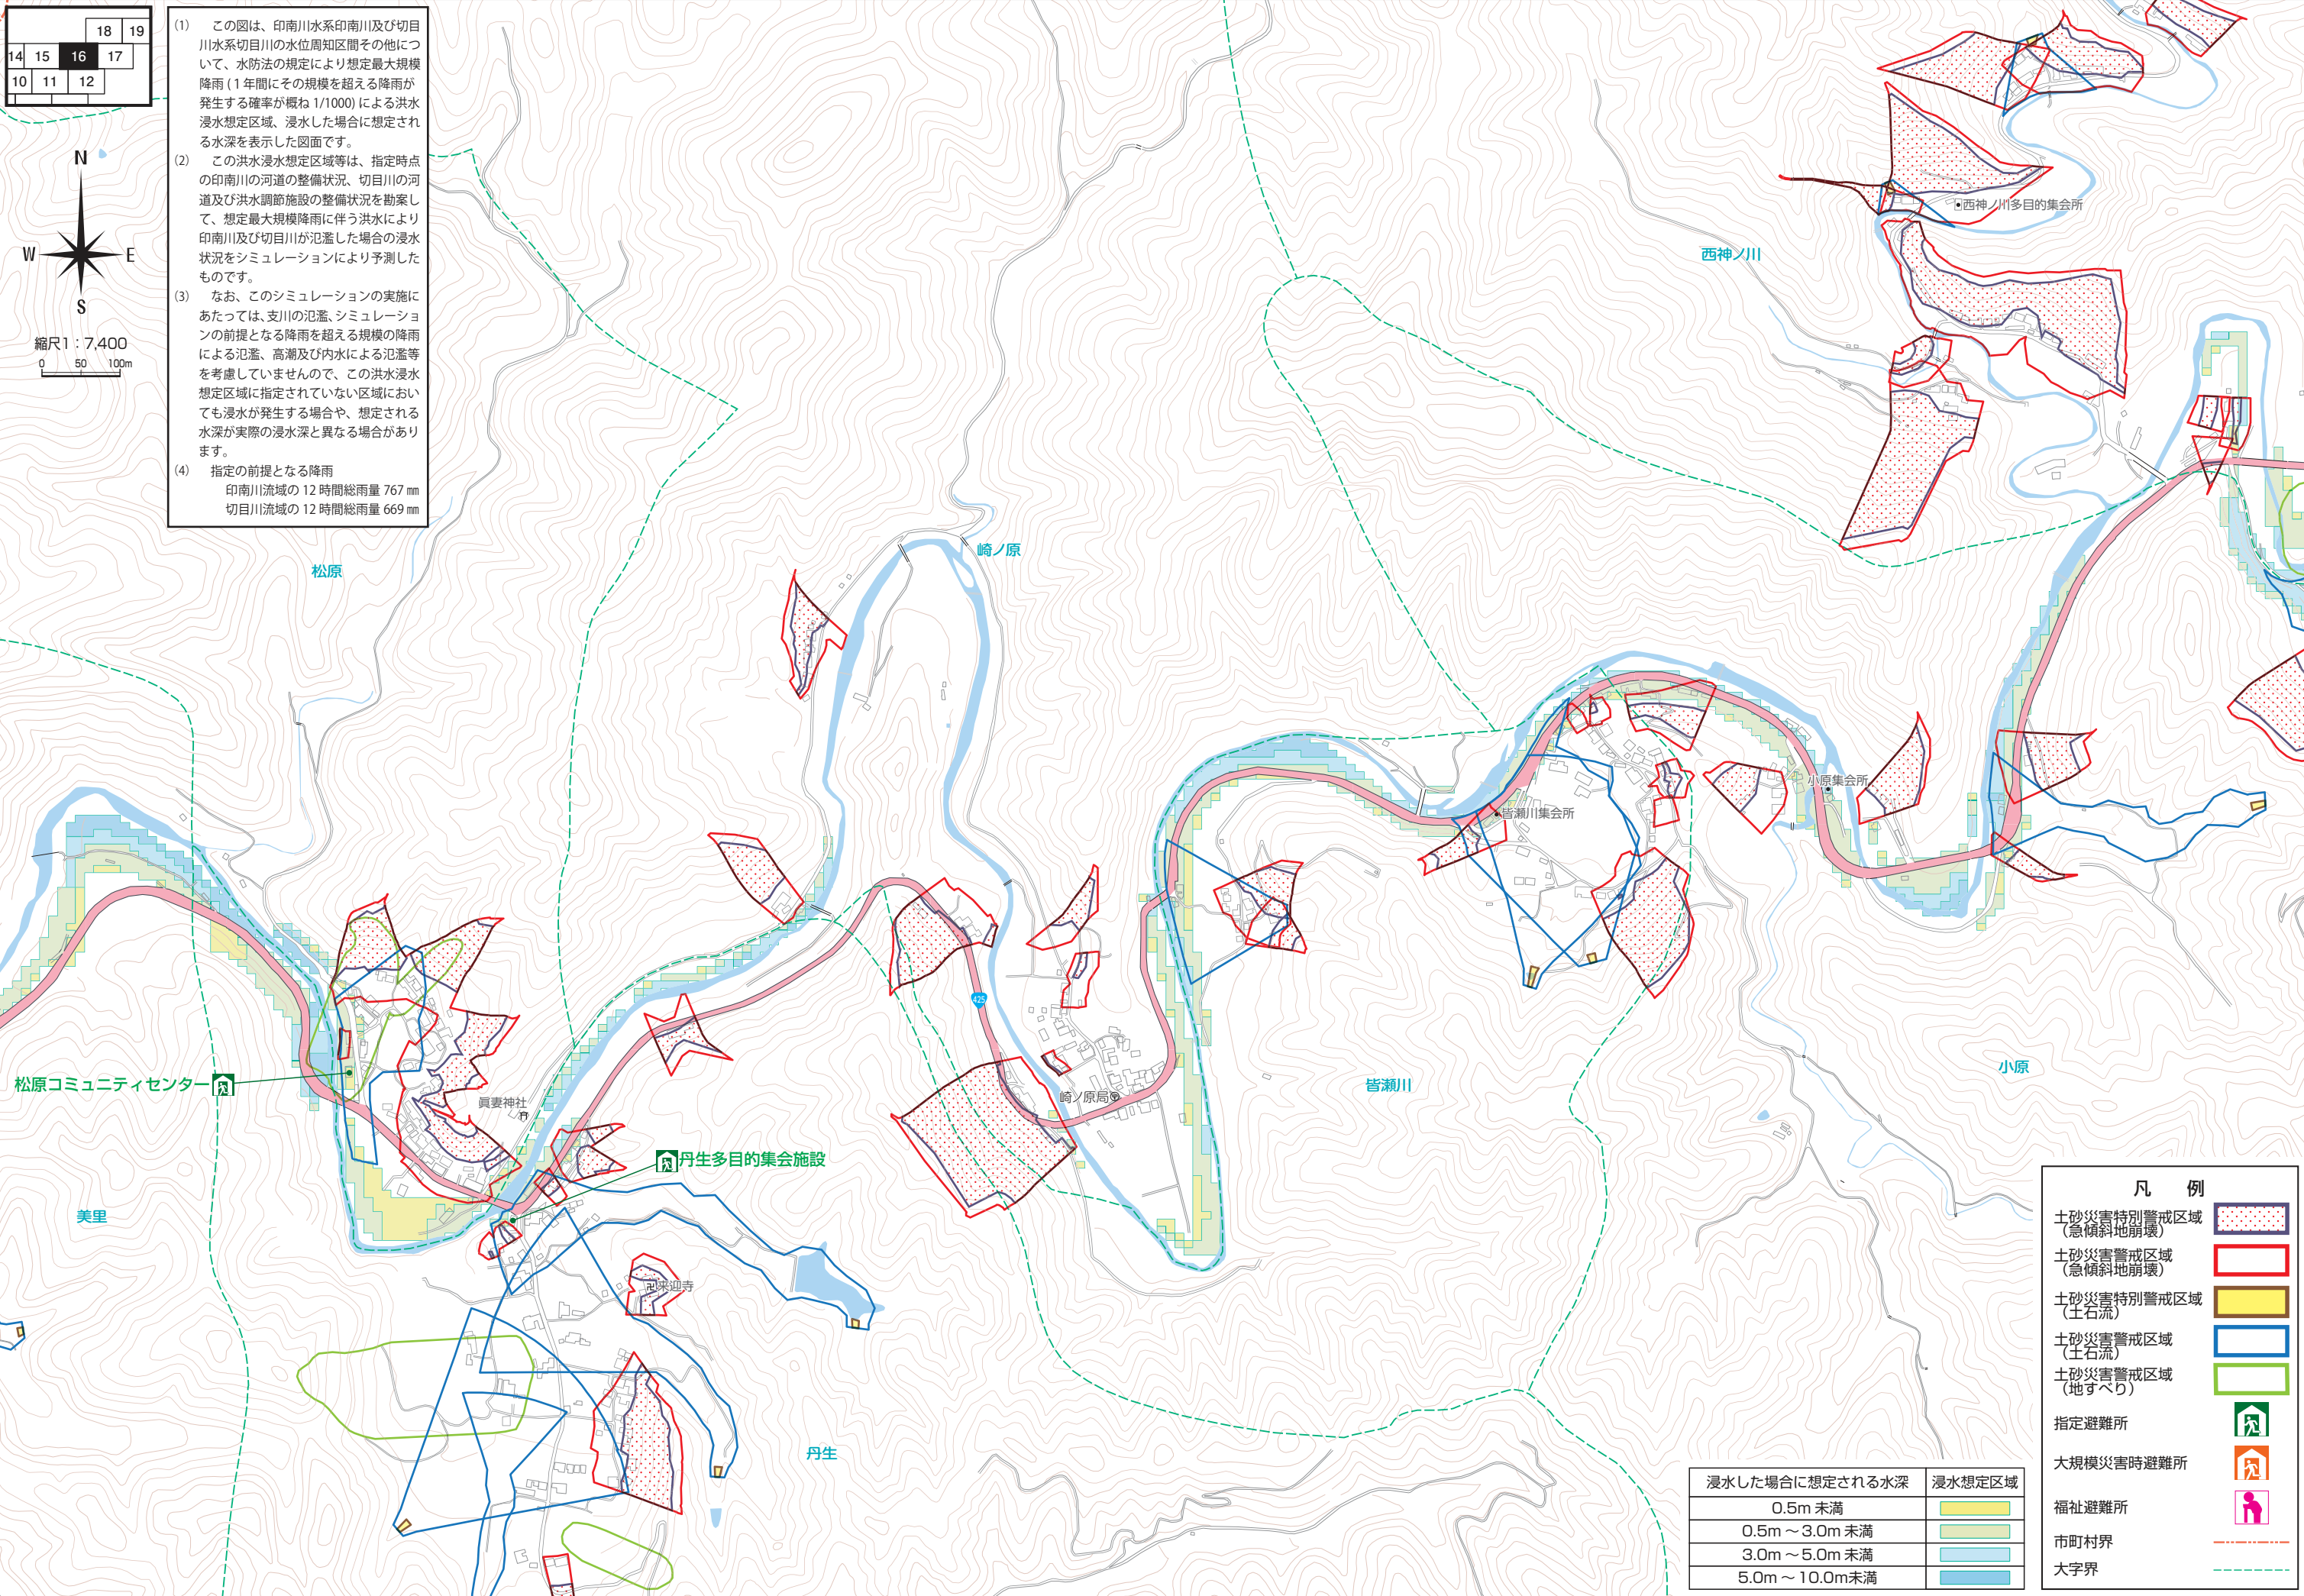 18 19
14 15 16 17
10 11 12
N
W E
S
縮尺1：7,400
0 50 100m
(1) この図は、印南川水系印南川及び切目
川水系切目川の水位周知区間その他につ
いて、水防法の規定により想定最大規模
降雨 ( 1 年間にその規模を超える降雨が
発生する確率が概ね 1/1000) による洪水
浸水想定区域、浸水した場合に想定され
る水深を表示した図面です。
(2) この洪水浸水想定区域等は、指定時点
の印南川の河道の整備状況、切目川の河
道及び洪水調節施設の整備状況を勘案し
て、想定最大規模降雨に伴う洪水により
印南川及び切目川が氾濫した場合の浸水
状況をシミュレーションにより予測した
ものです。
(3) なお、このシミュレーションの実施に
あたっては、支川の氾濫、シミュレーショ
ンの前提となる降雨を超える規模の降雨
による氾濫、高潮及び内水による氾濫等
を考慮していませんので、この洪水浸水
想定区域に指定されていない区域におい
ても浸水が発生する場合や、想定される
水深が実際の浸水深と異なる場合があり
ます。
(4) 指定の前提となる降雨
印南川流域の 12 時間総雨量 767 ㎜
切目川流域の 12 時間総雨量 669 ㎜
西神ノ川多目的集会所
西神ノ川
崎ノ原
松原
小原集会所
皆瀬川集会所
425
松原コミュニティセンター
眞妻神社
崎ノ原局
皆瀬川
小原
丹生多目的集会施設
美里
来迎寺
丹生
凡 例
土砂災害特別警戒区域
（急傾斜地崩壊）
土砂災害警戒区域
（急傾斜地崩壊）
土砂災害特別警戒区域
（土石流）
土砂災害警戒区域
（土石流）
土砂災害警戒区域
（地すべり）
指定避難所
大規模災害時避難所
福祉避難所
市町村界
大字界
浸水した場合に想定される水深 浸水想定区域
0.5m 未満
0.5m ～ 3.0m 未満
3.0m ～ 5.0m 未満
5.0m ～ 10.0m未満